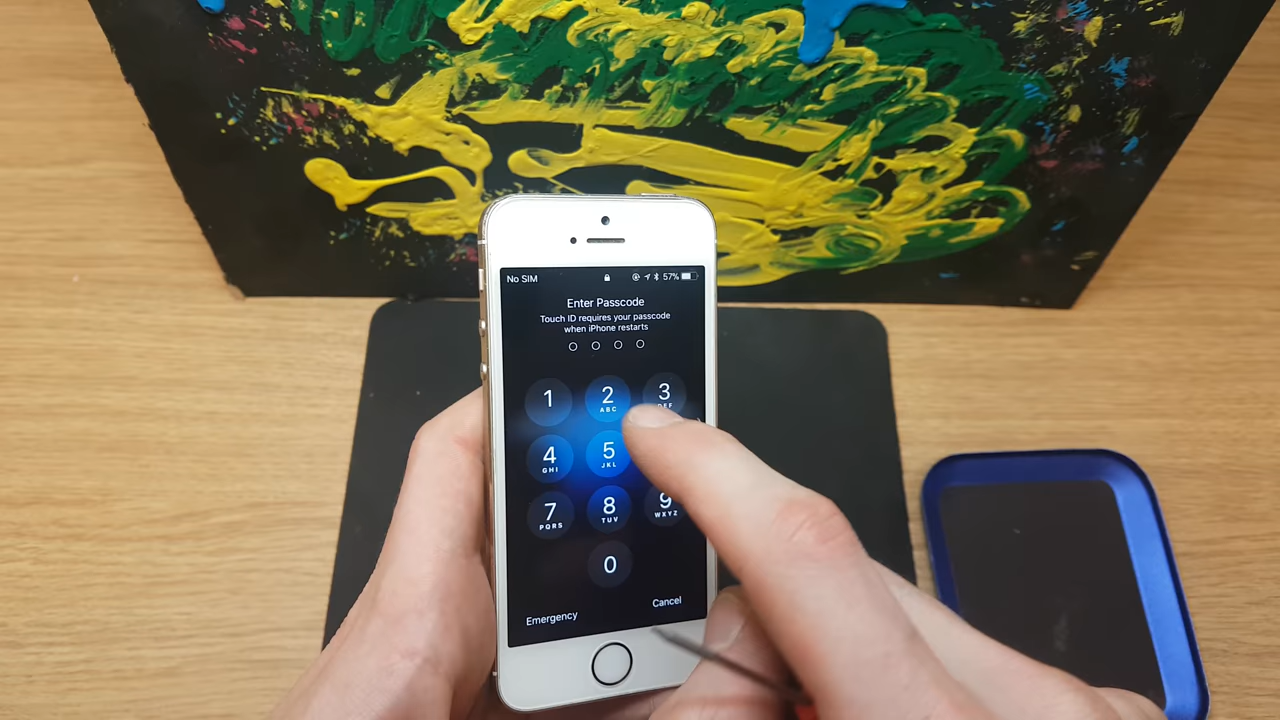 No SIM 57%
Enter Passcode
Touch ID requires your passcode
when iPhone restarts
1 2 3
ABC DEF
4 5
GHI JKL
7 8 9
PQRS TUV WXYZ
0
Emergency Cancel